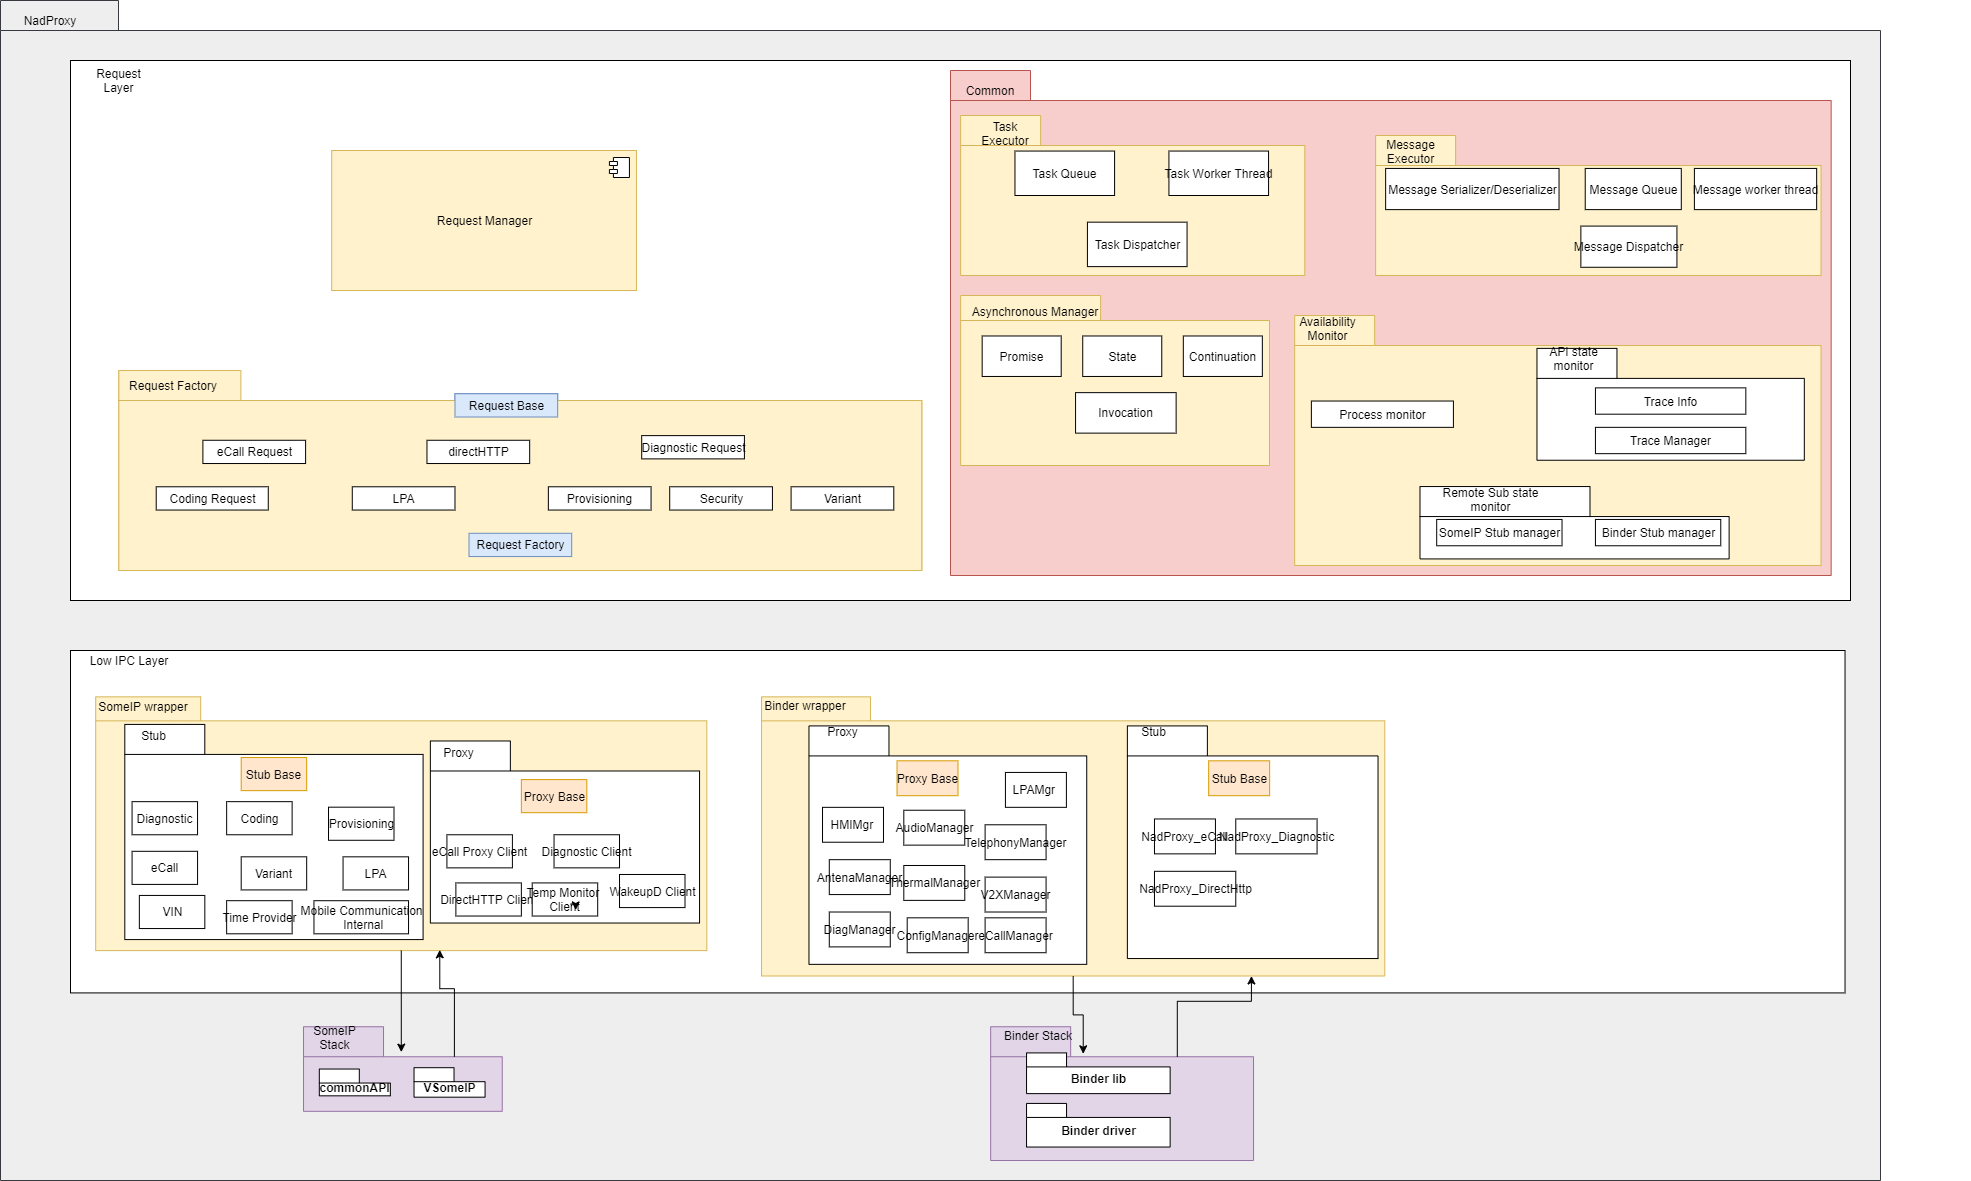 NadProxy
Request
Layer
Request Manager
Request Factory
Request Base
eCall Request
directHTTP
Diagnostic Request
Coding Request
LPA
Provisioning
Security
Variant
Request Factory
Common
Task
Executor
Task Queue
Task Worker Thread
Task Dispatcher
Message
Executor
Message Serializer/Deserializer
Message Queue
Message worker thread
Message Dispatcher
Asynchronous Manager
Promise
State
Continuation
Invocation
Availability
Monitor
Process monitor
API state
monitor
Trace Info
Trace Manager
Remote Sub state
monitor
SomeIP Stub manager
Binder Stub manager
Low IPC Layer
SomeIP wrapper
Stub
Stub Base
Diagnostic
Coding
Provisioning
eCall
Variant
LPA
VIN
Time Provider
Mobile Communication
Internal
Proxy
Proxy Base
eCall Proxy Client
Diagnostic Client
DirectHTTP Client
Temp Monitor
Client
WakeupD Client
Binder wrapper
Proxy
Proxy Base
LPAMgr
HMIMgr
AudioManager
TelephonyManager
AntenaManager
ThermalManager
V2XManager
DiagManager
ConfigManager
eCallManager
Stub
Stub Base
NadProxy_eCall
NadProxy_Diagnostic
NadProxy_DirectHttp
SomeIP
Stack
commonAPI
VSomeIP
Binder Stack
Binder lib
Binder driver